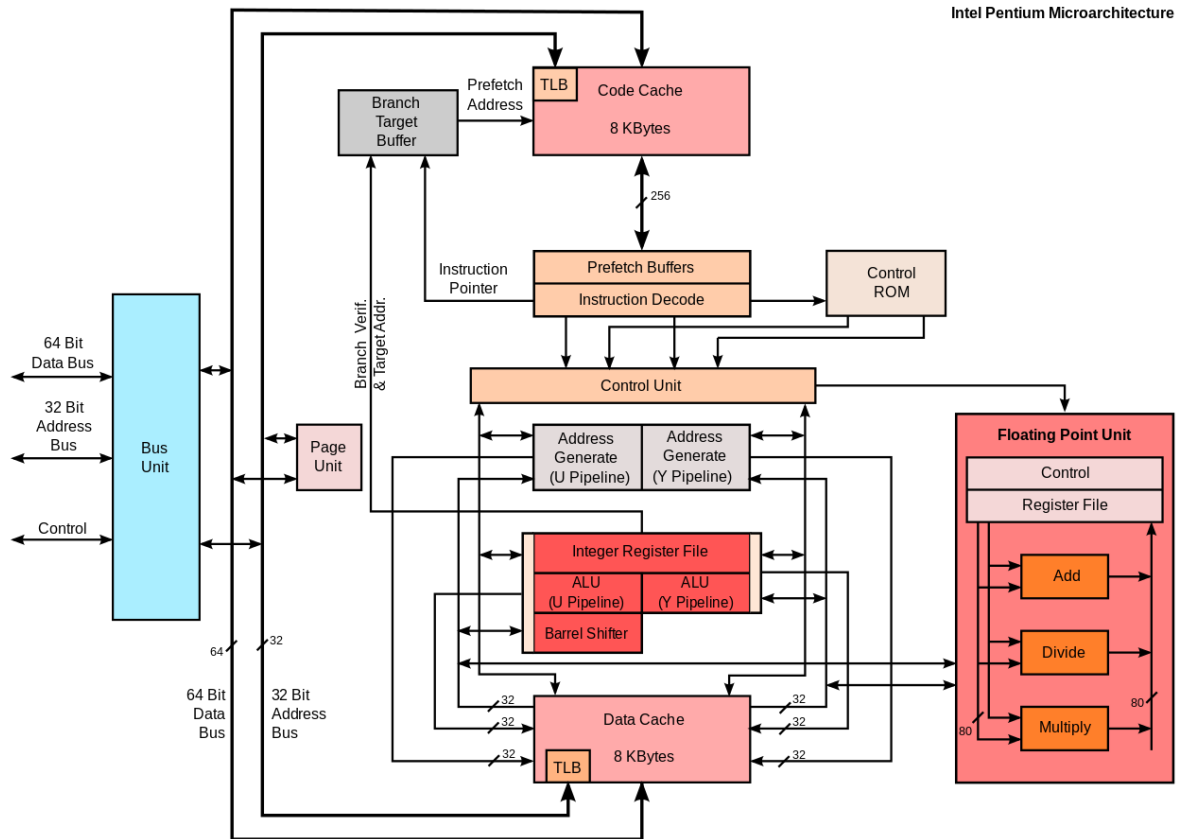 Intel Pentium Microarchitecture
TLB
Code Cache
8 KBytes
Prefetch
Address
Branch
Target
Buffer
256
Prefetch Buffers
Instruction Decode
Instruction
Pointer
Control
ROM
Branch Verif.
& Target Addr.
Control Unit
64 Bit
Data Bus
32 Bit
Address
Bus
Control
Bus
Unit
Page
Unit
Address
Generate
(U Pipeline)
Address
Generate
(Y Pipeline)
Integer Register File
ALU
(U Pipeline)
ALU
(Y Pipeline)
Barrel Shifter
Floating Point Unit
Control
Register File
Add
Divide
Multiply
80
80
64
32
64 Bit
Data
Bus
32 Bit
Address
Bus
32
32
32
32
32
32
Data Cache
8 KBytes
TLB